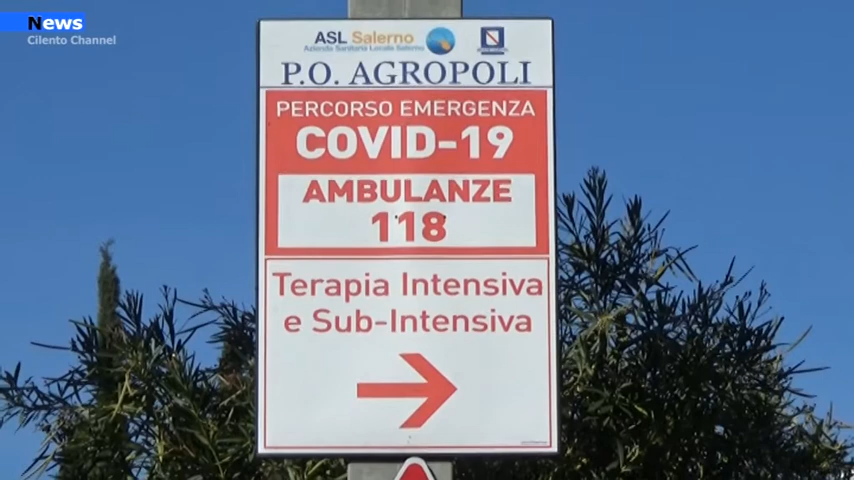 News
Cilento Channel
ASL Salerno
Azienda Sanitaria Locale Salerno
P.O. AGROPOLI
PERCORSO EMERGENZA
COVID-19
AMBULANZE
118
Terapia Intensiva
e Sub-Intensiva